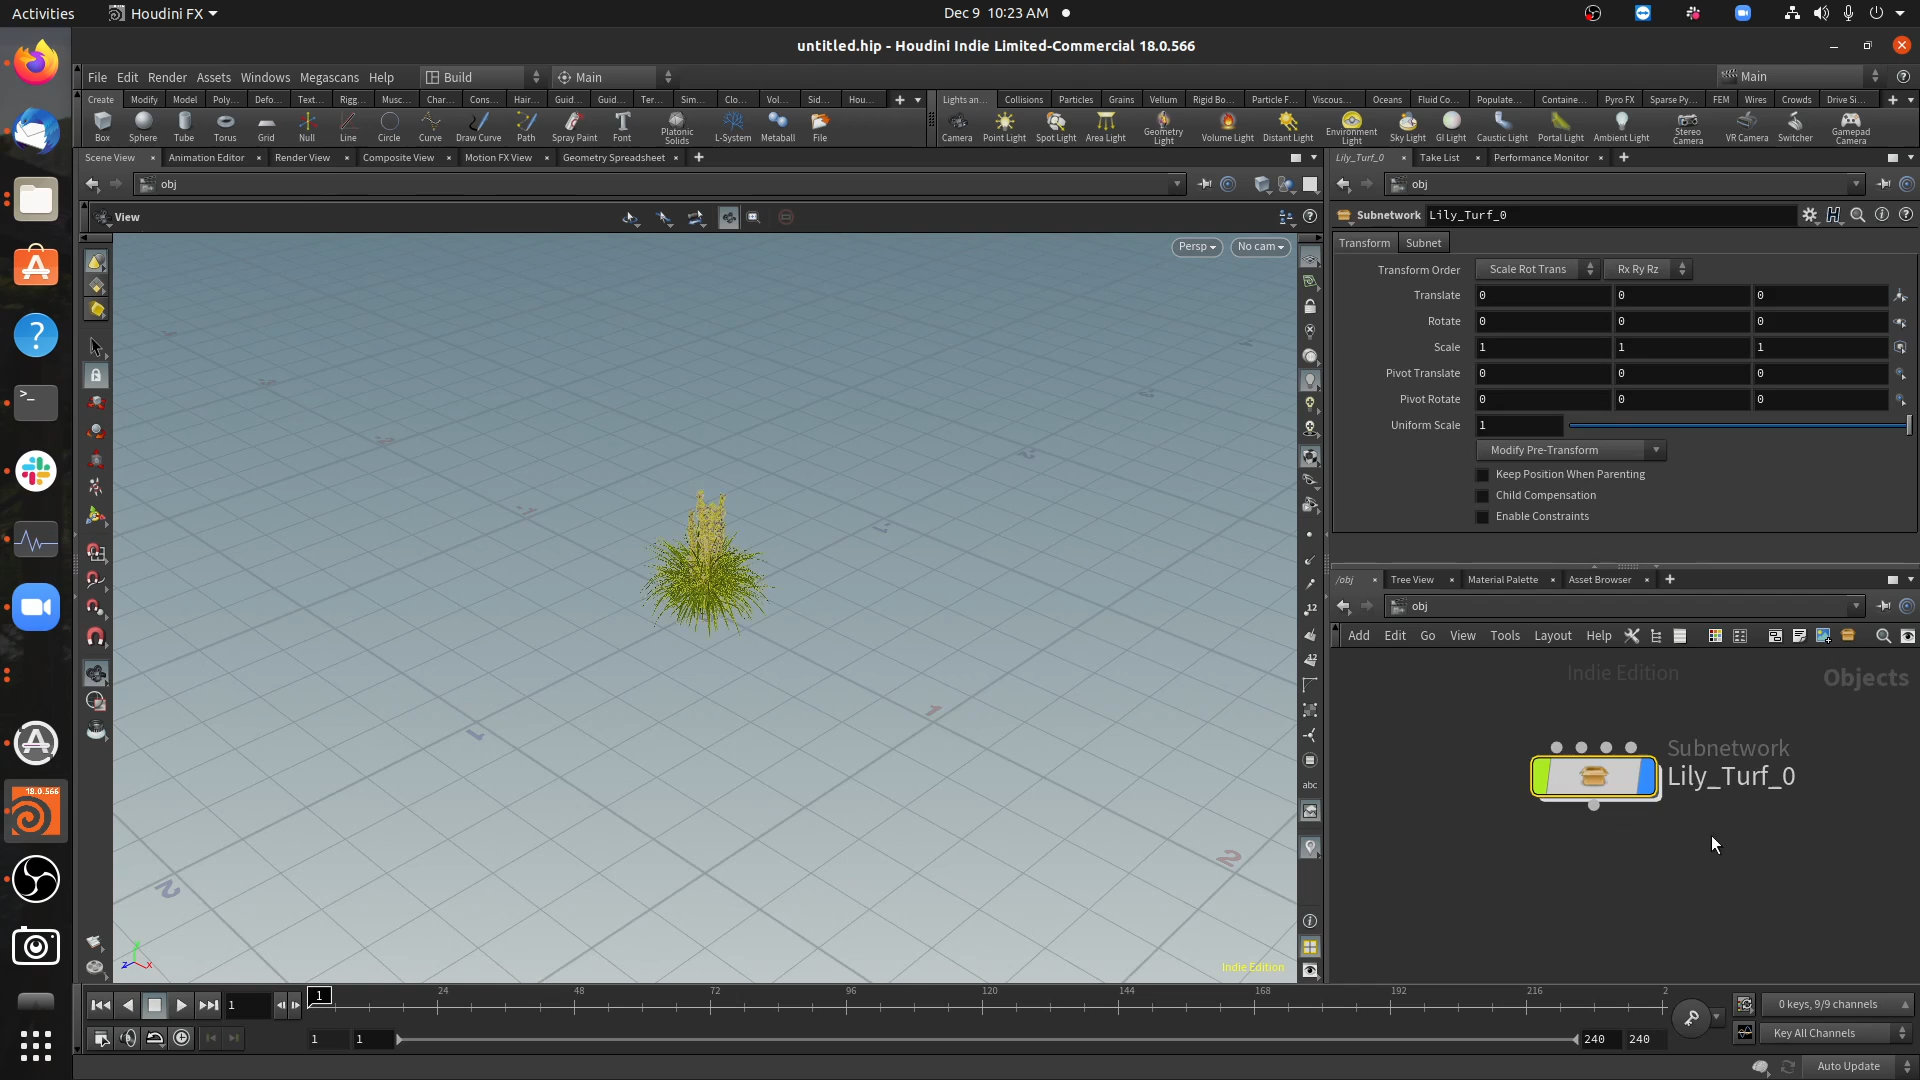 Activities Houdini FX Dec 9 10:23 AM
untitled.hip - Houdini Indie Limited-Commercial 18.0.566
File Edit Render Assets Windows Megascans Help Build Main Main
Create Modify Model Poly... Defo... Text... Rigg... Musc... Char... Cons... Hair... Guid... Guid... Ter... Sim... Clo... Vol... Sid... Hou... Lights an... Collisions Particles Grains Vellum Rigid Bo... Particle F... Viscous... Oceans Fluid Co... Populate... Containe... Pyro FX Sparse Py... FEM Wires Crowds Drive Si...
Box Sphere Tube Torus Grid Null Line Circle Curve Draw Curve Path Spray Paint Font Platonic Solids L-System Metaball File Camera Point Light Spot Light Area Light Geometry Light Volume Light Distant Light Environment Light Sky Light GI Light Caustic Light Portal Light Ambient Light Stereo Camera VR Camera Switcher Gamepad Camera
Scene View Animation Editor Render View Composite View Motion FX View Geometry Spreadsheet Lily_Turf_0 Take List Performance Monitor
obj obj
View
Subnetwork Lily_Turf_0
Persp No cam
Transform Subnet
Transform Order Scale Rot Trans Rx Ry Rz
Translate 0 0 0
Rotate 0 0 0
Scale 1 1 1
Pivot Translate 0 0 0
Pivot Rotate 0 0 0
Uniform Scale 1
Modify Pre-Transform
Keep Position When Parenting
Child Compensation
Enable Constraints
/obj Tree View Material Palette Asset Browser
obj
Add Edit Go View Tools Layout Help
Indie Edition Objects
Subnetwork
Lily_Turf_0
abc
Indie Edition
1 1 24 48 72 96 120 144 168 192 216 2
0 keys, 9/9 channels
1 1 240 240 Key All Channels
Auto Update
18.0.566